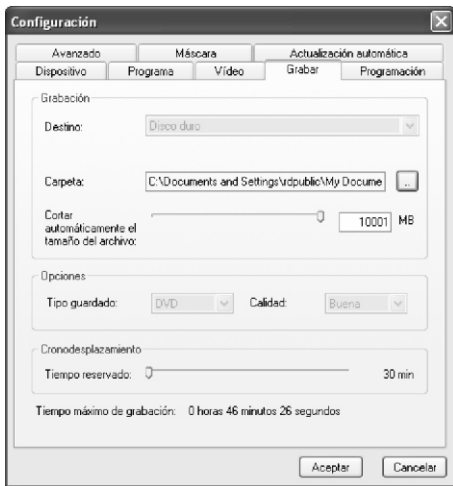 Configuración
Avanzado Máscara Actualización automática
Dispositivo Programa Vídeo Grabar Programación
Grabación
Destino: Disco duro
Carpeta: C:\Documents and Settings\rdpublic\My Docume ..
Cortar
automáticamente el
tamaño del archivo: 10001 MB
Opciones
Tipo guardado: DVD Calidad: Buena
Cronodesplazamiento
Tiempo reservado: 30 min
Tiempo máximo de grabación: 0 horas 46 minutos 26 segundos
Aceptar Cancelar